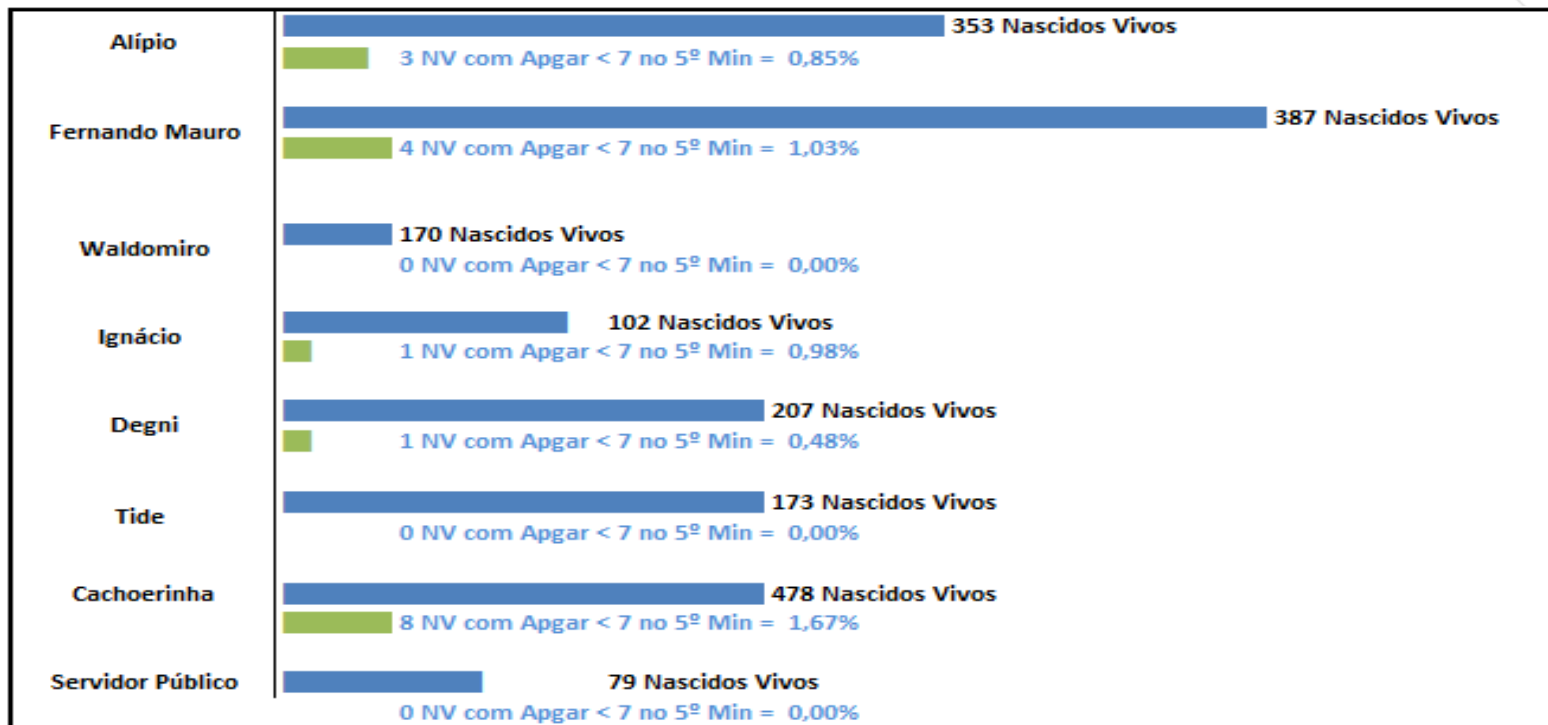 Alípio
353 Nascidos Vivos
3 NV com Apgar < 7 no 5º Min = 0,85%
Fernando Mauro
387 Nascidos Vivos
4 NV com Apgar < 7 no 5º Min = 1,03%
Waldomiro
170 Nascidos Vivos
0 NV com Apgar < 7 no 5º Min = 0,00%
Ignácio
102 Nascidos Vivos
1 NV com Apgar < 7 no 5º Min = 0,98%
Degni
207 Nascidos Vivos
1 NV com Apgar < 7 no 5º Min = 0,48%
Tide
173 Nascidos Vivos
0 NV com Apgar < 7 no 5º Min = 0,00%
Cachoerinha
478 Nascidos Vivos
8 NV com Apgar < 7 no 5º Min = 1,67%
Servidor Público
79 Nascidos Vivos
0 NV com Apgar < 7 no 5º Min = 0,00%